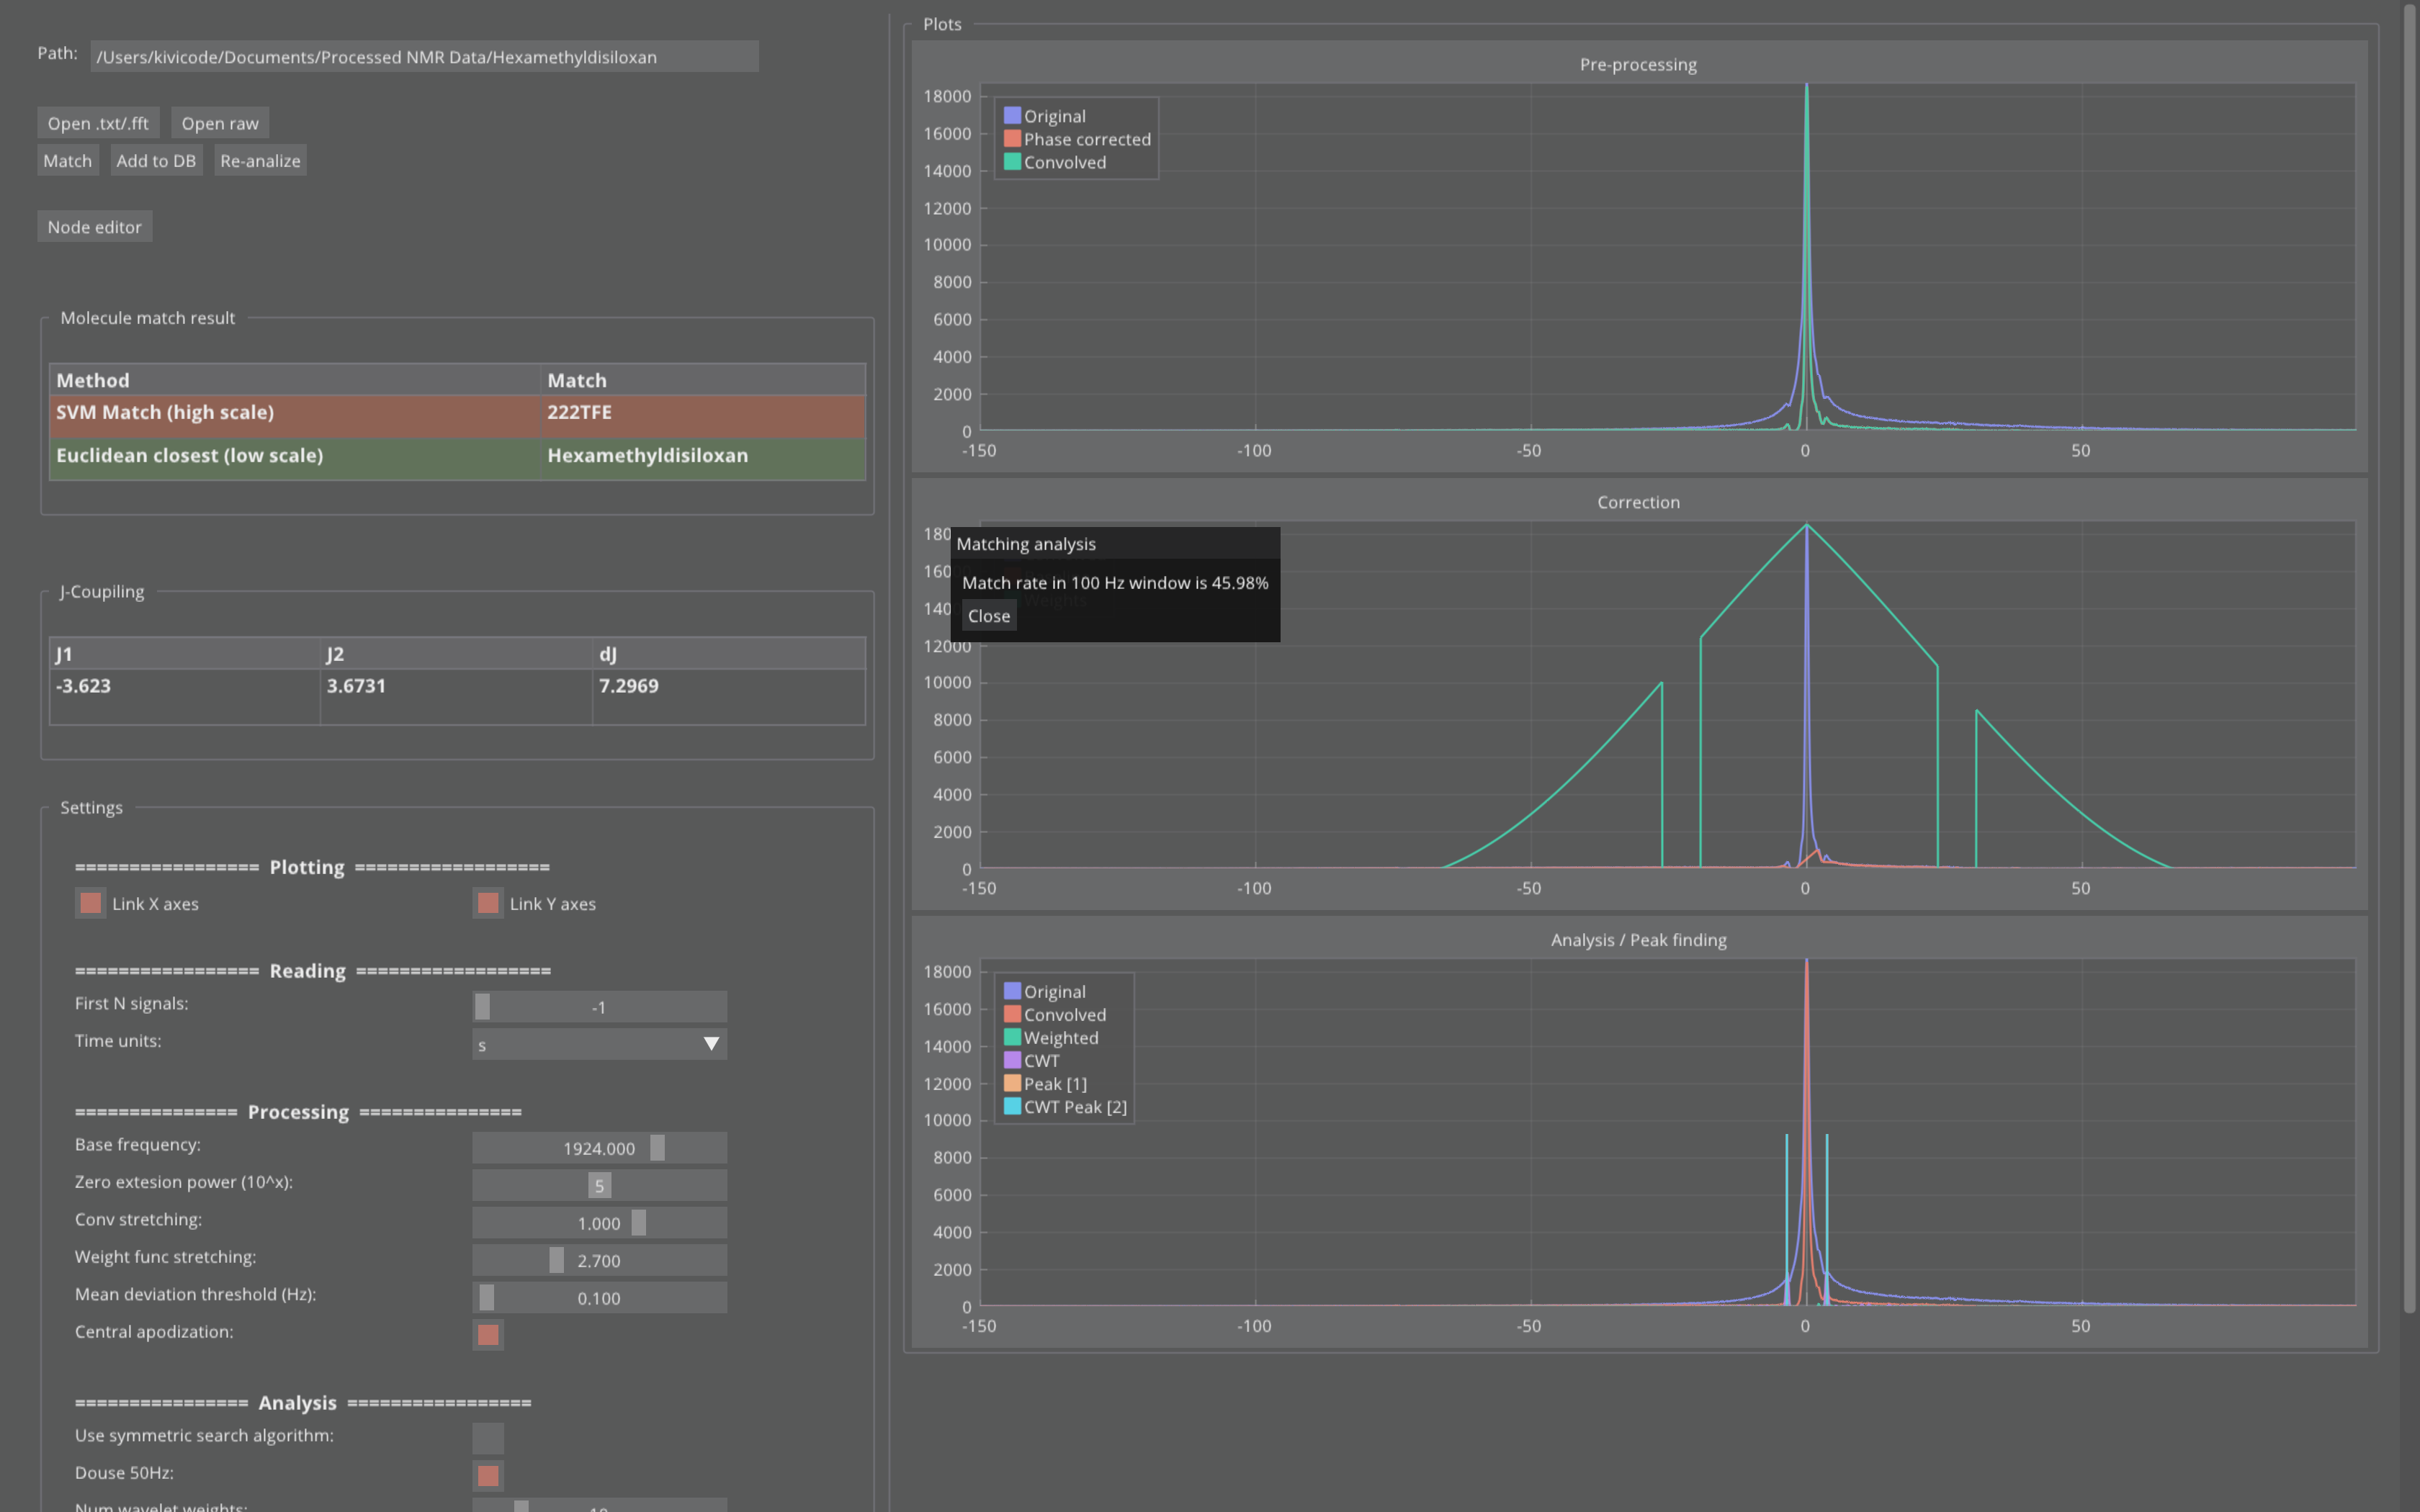 Path: /Users/kivicode/Documents/Processed NMR Data/Hexamethyldisiloxan
Open .txt/.fft Open raw
Match Add to DB Re-analize
Node editor
Molecule match result
Method Match
SVM Match (high scale) 222TFE
Euclidean closest (low scale) Hexamethyldisiloxan
J-Coupling
J1 J2 dJ
-3.623 3.6731 7.2969
Settings
================= Plotting ==================
Link X axes Link Y axes
================= Reading ==================
First N signals: -1
Time units: s
=============== Processing ===============
Base frequency: 1924.000
Zero extesion power (10^x): 5
Conv stretching: 1.000
Weight func stretching: 2.700
Mean deviation threshold (Hz): 0.100
Central apodization:
================ Analysis =================
Use symmetric search algorithm:
Douse 50Hz:
Num wavelet weights: 10
Plots
Pre-processing
18000
16000
14000
12000
10000
8000
6000
4000
2000
0
Original
Phase corrected
Convolved
-150 -100 -50 0 50
Correction
180
160
140
12000
10000
8000
6000
4000
2000
0
Matching analysis
Match rate in 100 Hz window is 45.98%
Weights
Close
-150 -100 -50 0 50
Analysis / Peak finding
18000
16000
14000
12000
10000
8000
6000
4000
2000
0
Original
Convolved
Weighted
CWT
Peak [1]
CWT Peak [2]
-150 -100 -50 0 50